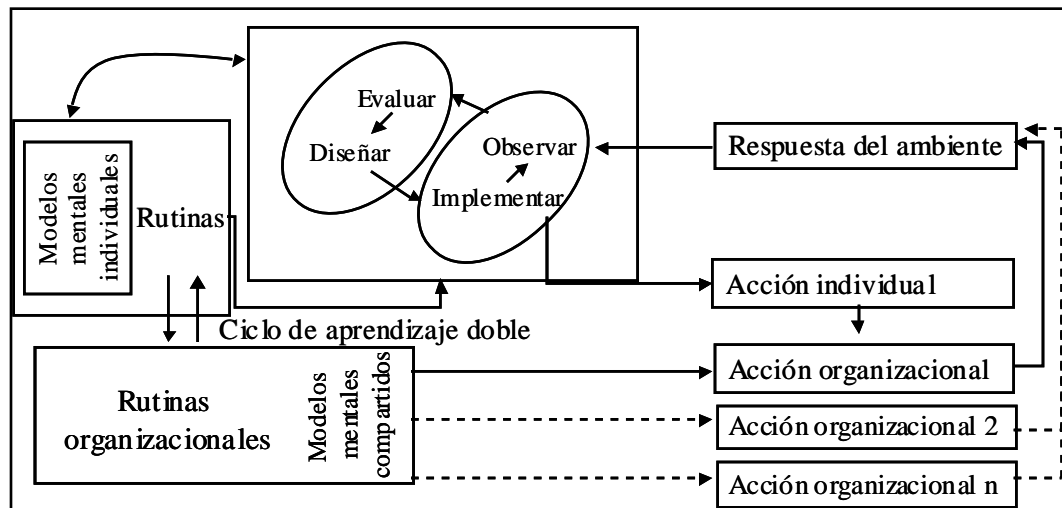 Evaluar
Diseñar
Observar
Implementar
Respuesta del ambiente
Modelos
mentales
individuales
Rutinas
Acción individual
Ciclo de aprendizaje doble
Rutinas
organizacionales
Modelos
mentales
compartidos
Acción organizacional
Acción organizacional 2
Acción organizacional n